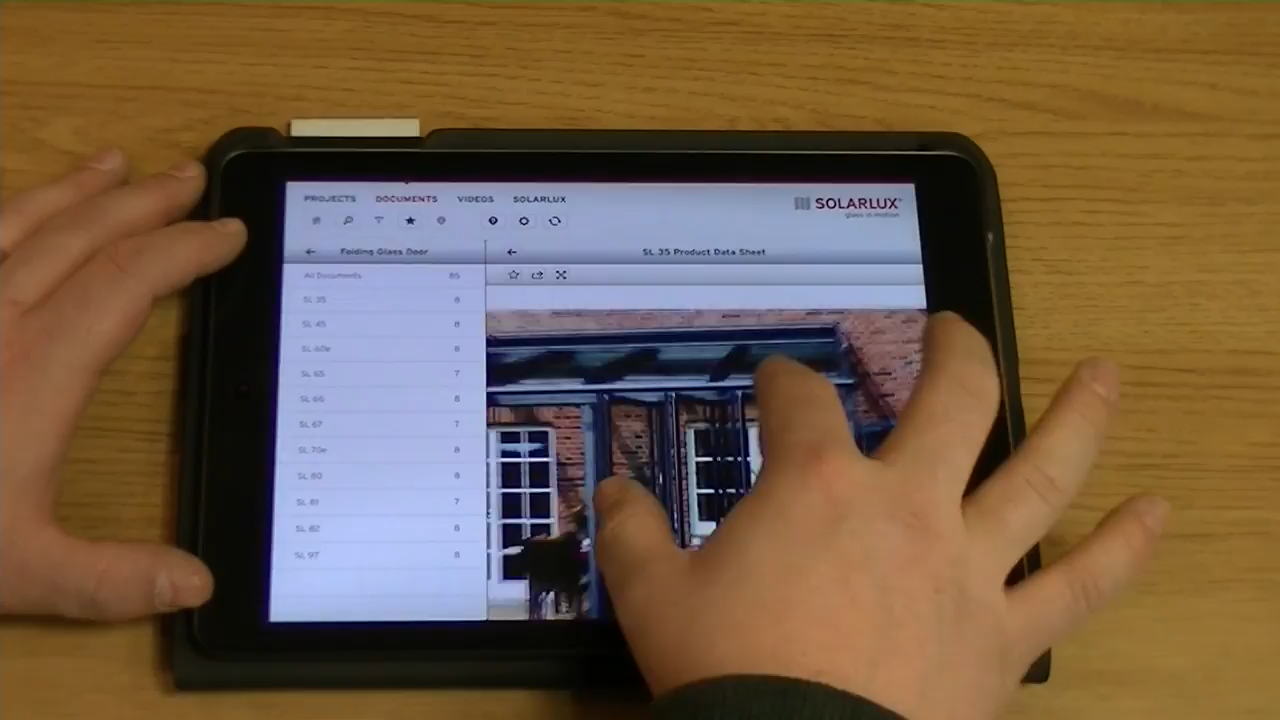 PROJECTS DOCUMENTS VIDEOS SOLARLUX
SOLARLUX
glass in motion
Folding Glass Door
SL 35 Product Data Sheet
All Documents 85
SL 35 8
SL 45 8
SL 60e 8
SL 65 7
SL 66 8
SL 67 7
SL 70e 8
SL 80 8
SL 81 7
SL 82 8
SL 97 8